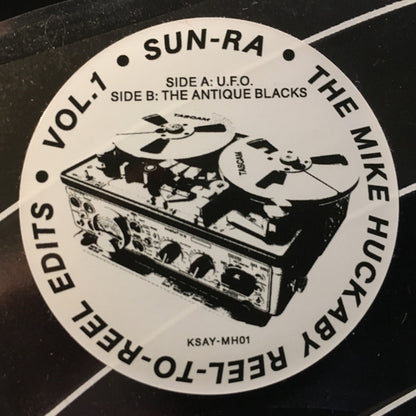 SUN-RA • THE MIKE HUCKABY REEL-TO-REEL EDITS • VOL.1 •
SIDE A: U.F.O.
SIDE B: THE ANTIQUE BLACKS
TASCAM
TASCAM
KSAY-MH01